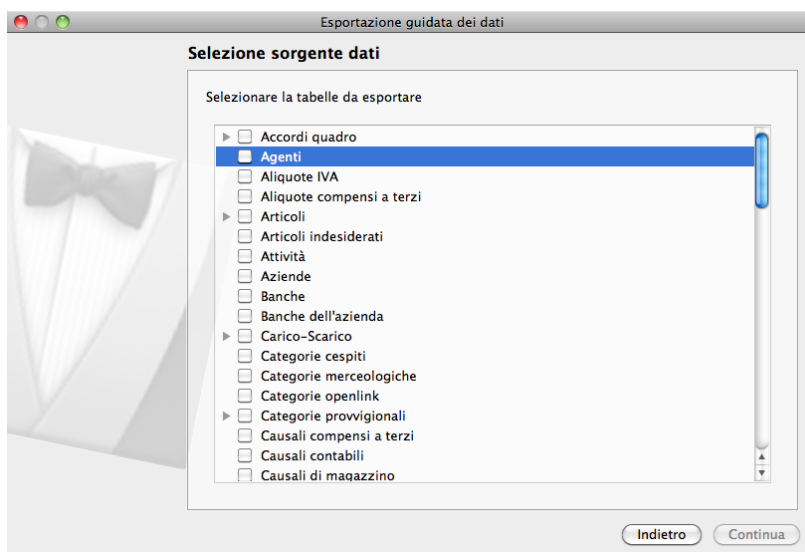 Esportazione guidata dei dati
Selezione sorgente dati
Selezionare la tabelle da esportare
Accordi quadro
Agenti
Aliquote IVA
Aliquote compensi a terzi
Articoli
Articoli indesiderati
Attività
Aziende
Banche
Banche dell'azienda
Carico-Scarico
Categorie cespiti
Categorie merceologiche
Categorie openlink
Categorie provvigionali
Causali compensi a terzi
Causali contabili
Causali di magazzino
Indietro Continua